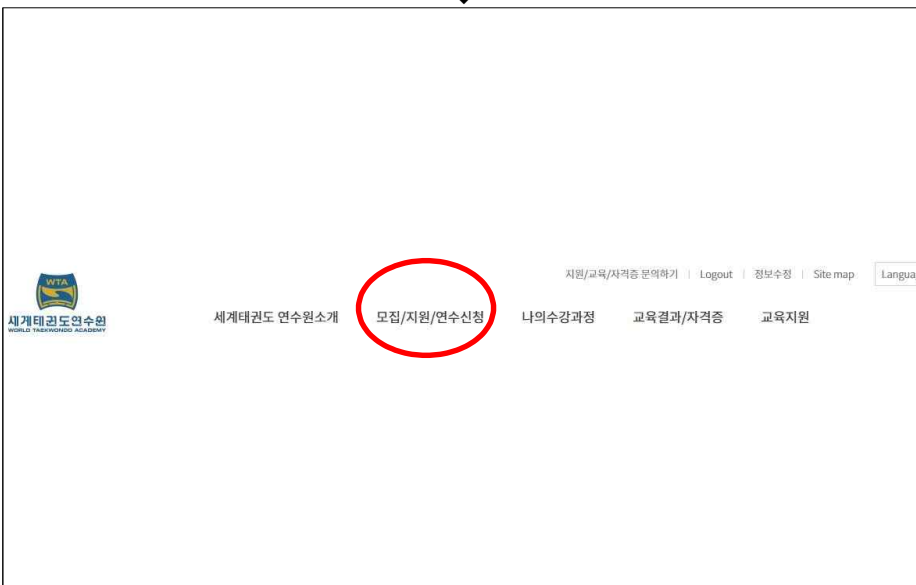 지원/교육/자격증 문의하기 | Logout | 정보수정 | Site map Langua
WTA
세계태권도연수원
WORLD TAEKWONDO ACADEMY
세계태권도 연수원소개 모집/지원/연수신청 나의수강과정 교육결과/자격증 교육지원